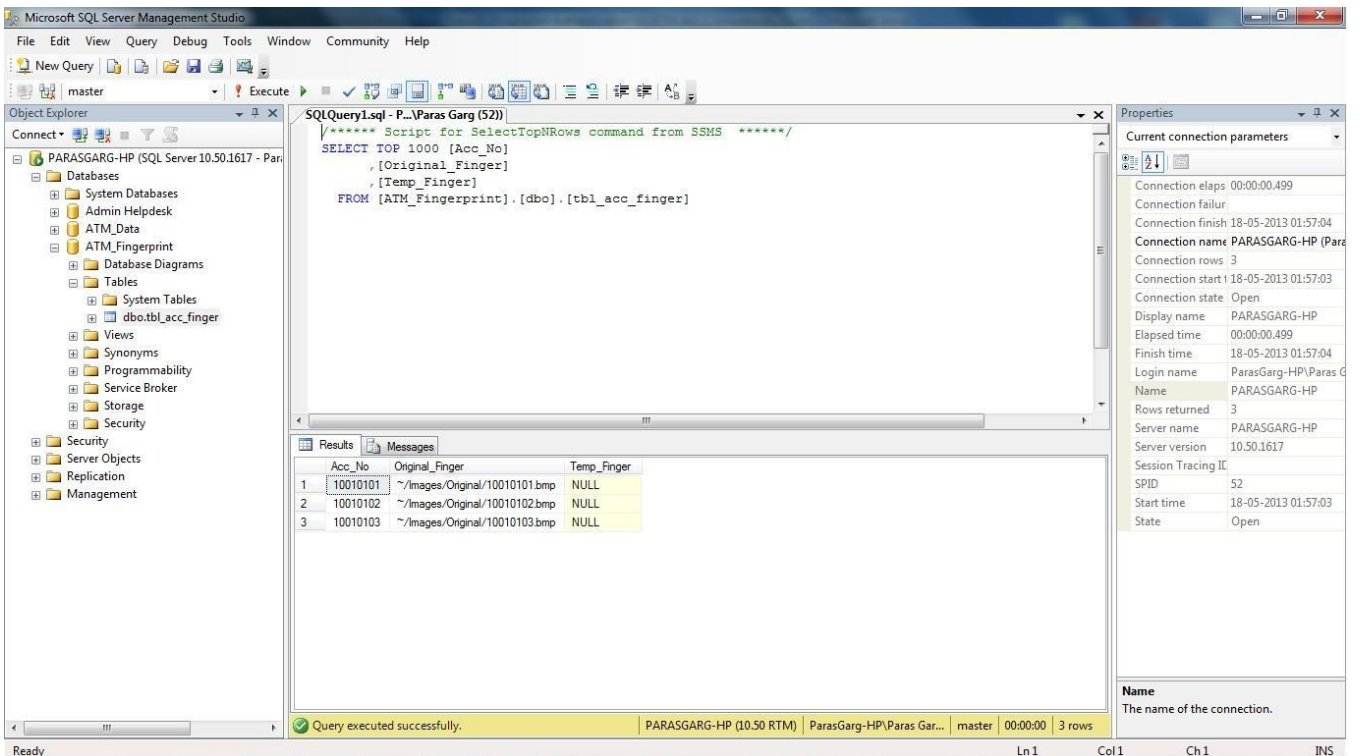 Microsoft SQL Server Management Studio
File Edit View Query Debug Tools Window Community Help
New Query
master
Execute
Object Explorer
Connect
PARASGARG-HP (SQL Server 10.50.1617 - Par
Databases
System Databases
Admin Helpdesk
ATM_Data
ATM_Fingerprint
Database Diagrams
Tables
System Tables
dbo.tbl_acc_finger
Views
Synonyms
Programmability
Service Broker
Storage
Security
Security
Server Objects
Replication
Management
SQLQuery1.sql - P...\Paras Garg (52))
/****** Script for SelectTopNRows command from SSMS ******/
SELECT TOP 1000 [Acc_No]
,[Original_Finger]
,[Temp_Finger]
FROM [ATM_Fingerprint].[dbo].[tbl_acc_finger]
Results Messages
Acc_No Original_Finger Temp_Finger
1 10010101 ~/Images/Original/10010101.bmp NULL
2 10010102 ~/Images/Original/10010102.bmp NULL
3 10010103 ~/Images/Original/10010103.bmp NULL
Query executed successfully. PARASGARG-HP (10.50 RTM) ParasGarg-HP\Paras Gar... master 00:00:00 3 rows
Properties
Current connection parameters
Connection elaps 00:00:00.499
Connection failur
Connection finish 18-05-2013 01:57:04
Connection name PARASGARG-HP (Para
Connection rows 3
Connection start t 18-05-2013 01:57:03
Connection state Open
Display name PARASGARG-HP
Elapsed time 00:00:00.499
Finish time 18-05-2013 01:57:04
Login name ParasGarg-HP\Paras G
Name PARASGARG-HP
Rows returned 3
Server name PARASGARG-HP
Server version 10.50.1617
Session Tracing ID
SPID 52
Start time 18-05-2013 01:57:03
State Open
Name
The name of the connection.
Ready Ln 1 Col 1 Ch 1 INS